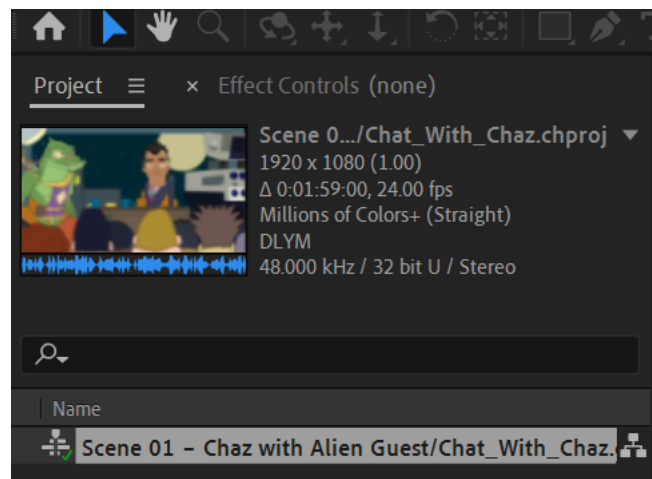 Project
Effect Controls (none)
Scene 0.../Chat_With_Chaz.chproj
1920 x 1080 (1.00)
Δ 0:01:59:00, 24.00 fps
Millions of Colors+ (Straight)
DLYM
48.000 kHz / 32 bit U / Stereo
Name
Scene 01 – Chaz with Alien Guest/Chat_With_Chaz.